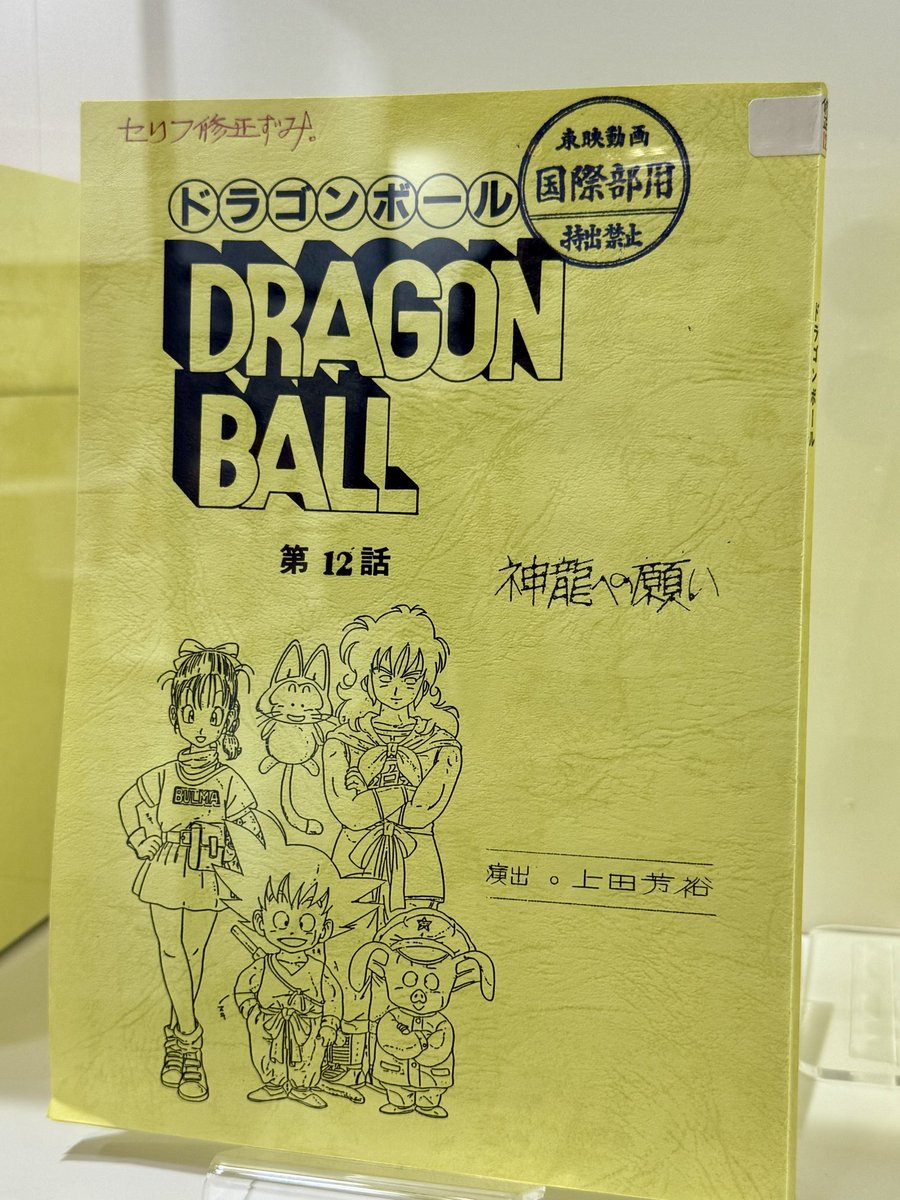 セリフ修正ずみ。
東映動画
国際部用
持出禁止
ドラゴンボール
DRAGON
BALL
第12話
神龍への願い
BULMA
演出 。上田芳裕
ドラゴンボール